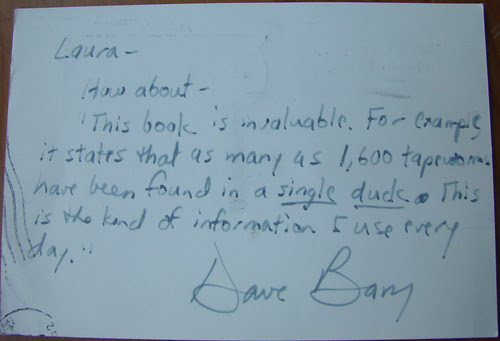 Laura-
How about-
"This book is invaluable. For example,
it states that as many as 1,600 tapeworms
have been found in a single duck. This
is the kind of information I use every
day."
Dave Barry